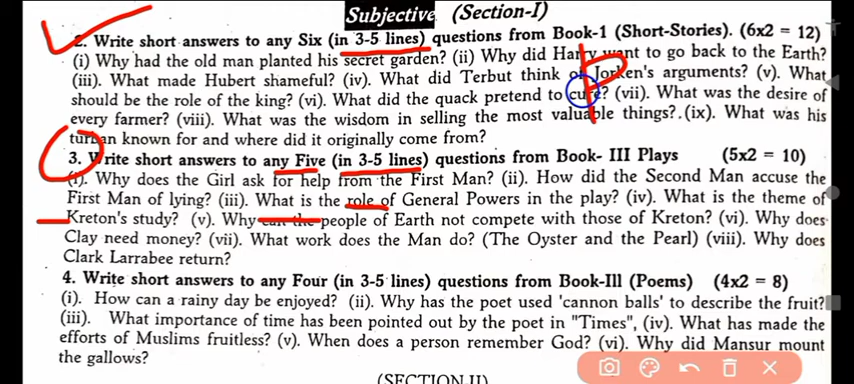 Subjective (Section-I)
2. Write short answers to any Six (in 3-5 lines) questions from Book-1 (Short-Stories). (6x2 = 12)
(i) Why had the old man planted his secret garden? (ii) Why did Harry want to go back to the Earth?
(iii). What made Hubert shameful? (iv). What did Terbut think of Jorken's arguments? (v). What
should be the role of the king? (vi). What did the quack pretend to cure? (vii). What was the desire of
every farmer? (viii). What was the wisdom in selling the most valuable things?. (ix). What was his
turban known for and where did it originally come from?
3. Write short answers to any Five (in 3-5 lines) questions from Book- III Plays (5x2 = 10)
(i). Why does the Girl ask for help from the First Man? (ii). How did the Second Man accuse the
First Man of lying? (iii). What is the role of General Powers in the play? (iv). What is the theme of
Kreton's study? (v). Why can the people of Earth not compete with those of Kreton? (vi). Why does
Clay need money? (vii). What work does the Man do? (The Oyster and the Pearl) (viii). Why does
Clark Larrabee return?
4. Write short answers to any Four (in 3-5 lines) questions from Book-III (Poems) (4x2 = 8)
(i). How can a rainy day be enjoyed? (ii). Why has the poet used 'cannon balls' to describe the fruit?
(iii). What importance of time has been pointed out by the poet in "Times", (iv). What has made the
efforts of Muslims fruitless? (v). When does a person remember God? (vi). Why did Mansur mount
the gallows?
(SECTION II)